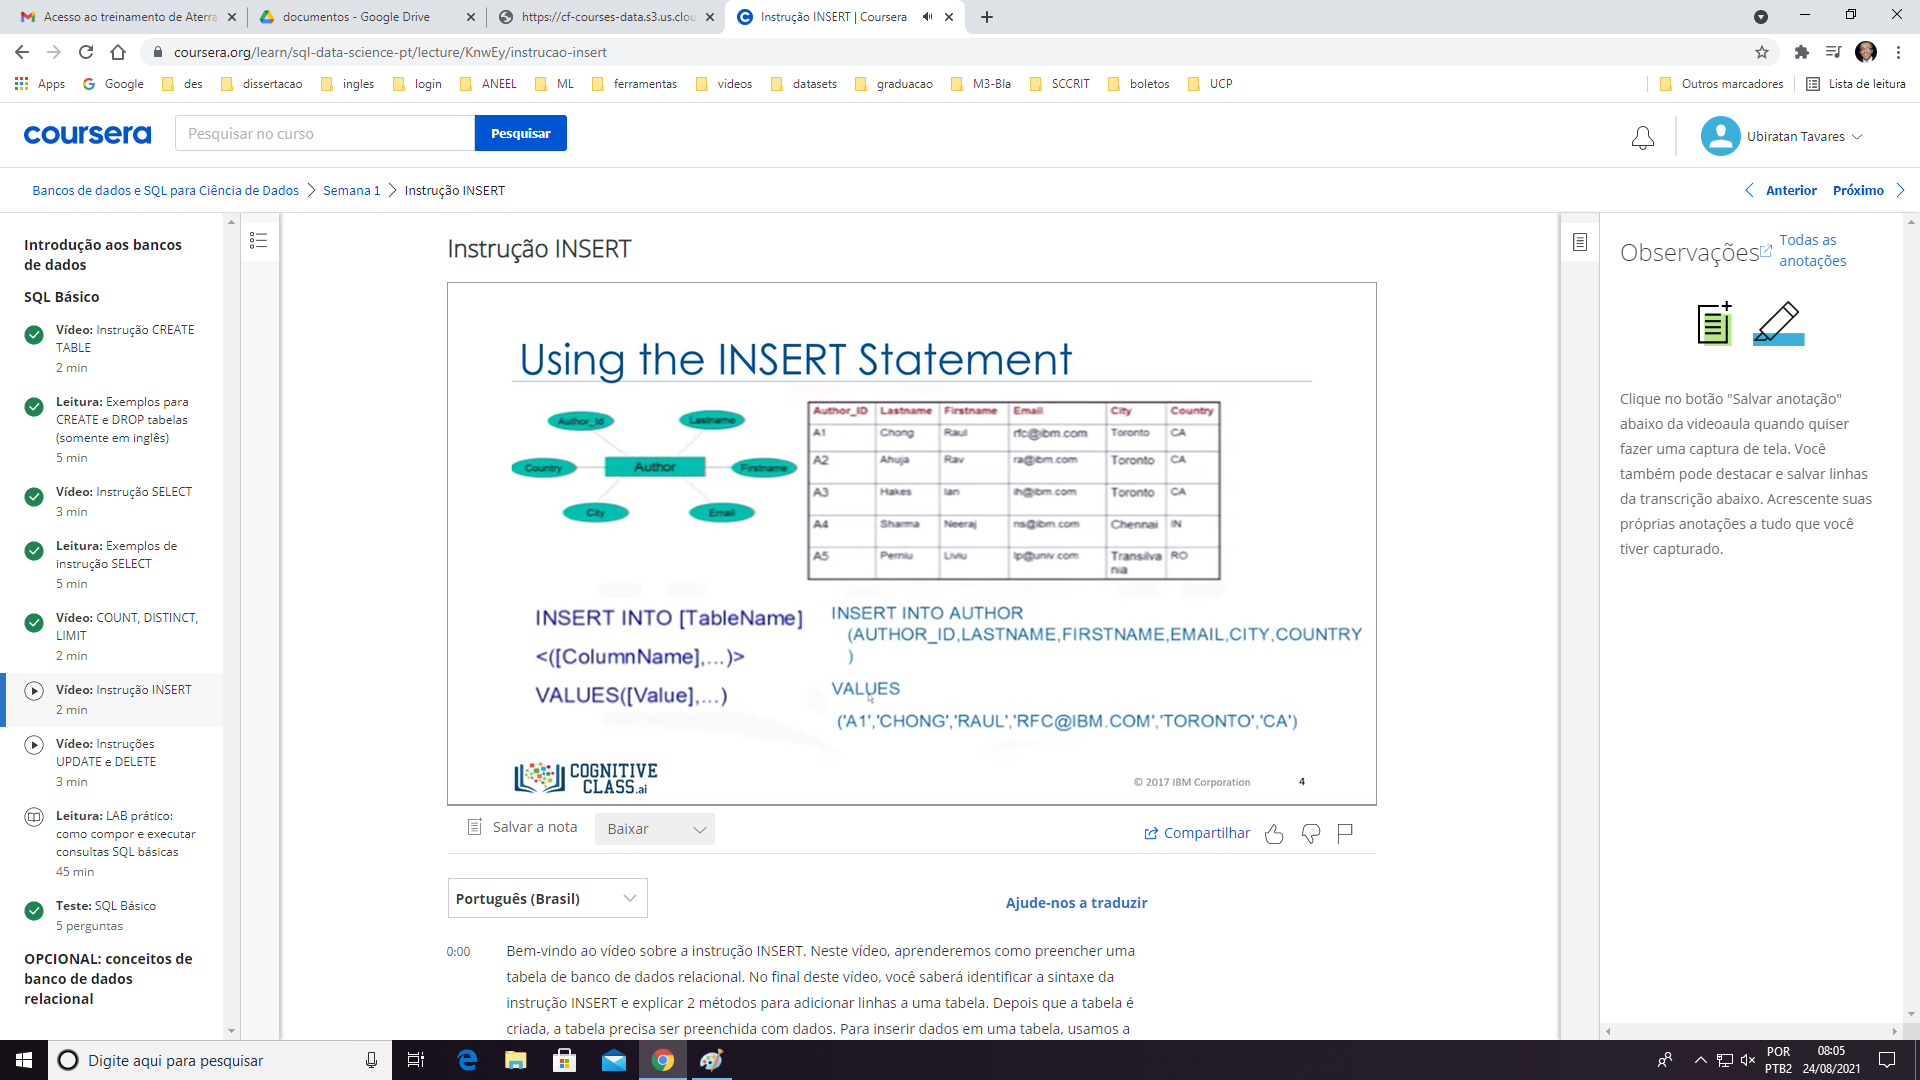 Acesso ao treinamento de Aterra
documentos - Google Drive
https://cf-courses-data.s3.us.clou
Instrução INSERT | Coursera
coursera.org/learn/sql-data-science-pt/lecture/KnwEy/instrucao-insert
Apps
Google
des
dissertacao
ingles
login
ANEEL
ML
ferramentas
videos
datasets
graduacao
M3-BIa
SCCRIT
boletos
UCP
Outros marcadores
Lista de leitura
coursera
Pesquisar no curso
Pesquisar
Ubiratan Tavares
Bancos de dados e SQL para Ciência de Dados
Semana 1
Instrução INSERT
Anterior
Próximo
Introdução aos bancos
de dados
SQL Básico
Vídeo: Instrução CREATE
TABLE
2 min
Leitura: Exemplos para
CREATE e DROP tabelas
(somente em inglês)
5 min
Vídeo: Instrução SELECT
3 min
Leitura: Exemplos de
instrução SELECT
5 min
Vídeo: COUNT, DISTINCT,
LIMIT
2 min
Vídeo: Instrução INSERT
2 min
Vídeo: Instruções
UPDATE e DELETE
3 min
Leitura: LAB prático:
como compor e executar
consultas SQL básicas
45 min
Teste: SQL Básico
5 perguntas
OPCIONAL: conceitos de
banco de dados
relacional
Instrução INSERT
Using the INSERT Statement
Author_Id
Lastname
Country
Author
Firstname
City
Email
Author_ID Lastname Firstname Email City Country
A1 Chong Raul rfc@ibm.com Toronto CA
A2 Ahuja Rav ra@ibm.com Toronto CA
A3 Hakes Ian ih@ibm.com Toronto CA
A4 Sharma Neeraj ns@ibm.com Chennai IN
A5 Perniu Liviu lp@univ.com Transilva RO
nia
INSERT INTO [TableName]
<([ColumnName],...)>
VALUES([Value],...)
INSERT INTO AUTHOR
(AUTHOR_ID,LASTNAME,FIRSTNAME,EMAIL,CITY,COUNTRY
)
VALUES
('A1','CHONG','RAUL','RFC@IBM.COM','TORONTO','CA')
COGNITIVE
CLASS.ai
© 2017 IBM Corporation
4
Salvar a nota
Baixar
Compartilhar
Português (Brasil)
Ajude-nos a traduzir
0:00
Bem-vindo ao vídeo sobre a instrução INSERT. Neste vídeo, aprenderemos como preencher uma
tabela de banco de dados relacional. No final deste vídeo, você saberá identificar a sintaxe da
instrução INSERT e explicar 2 métodos para adicionar linhas a uma tabela. Depois que a tabela é
criada, a tabela precisa ser preenchida com dados. Para inserir dados em uma tabela, usamos a
Observações
Todas as
anotações
Clique no botão "Salvar anotação"
abaixo da videoaula quando quiser
fazer uma captura de tela. Você
também pode destacar e salvar linhas
da transcrição abaixo. Acrescente suas
próprias anotações a tudo que você
tiver capturado.
Digite aqui para pesquisar
POR
PTB2
08:05
24/08/2021